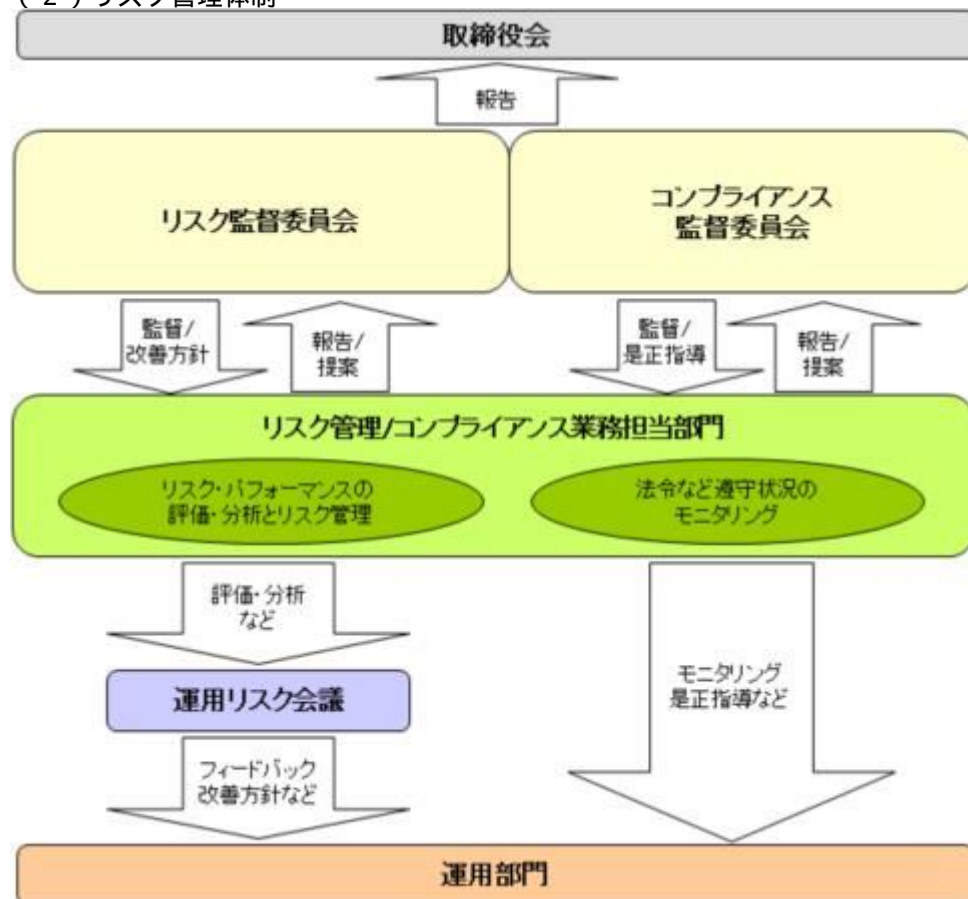 (2)リスク管理体制
取締役会
報告
リスク監督委員会
コンプライアンス
監督委員会
監督/
改善方針
報告/
提案
監督/
是正指導
報告/
提案
リスク管理/コンプライアンス業務担当部門
リスク・パフォーマンスの
評価・分析とリスク管理
法令など遵守状況の
モニタリング
評価・分析
など
運用リスク会議
モニタリング
是正指導など
フィードバック
改善方針など
運用部門